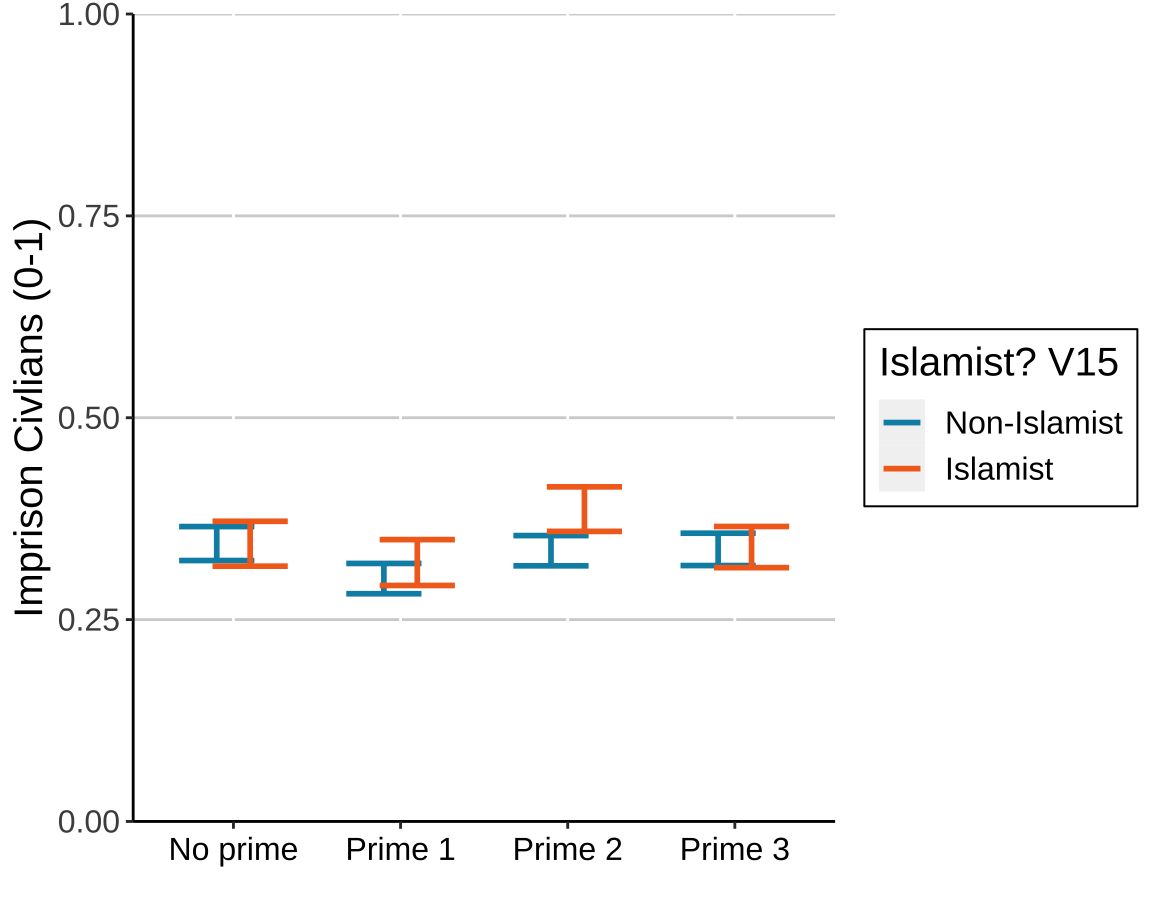 1.00
0.75
0.50
0.25
0.00
Imprison Civlians (0-1)
No prime
Prime 1
Prime 2
Prime 3
Islamist? V15
Non-Islamist
Islamist